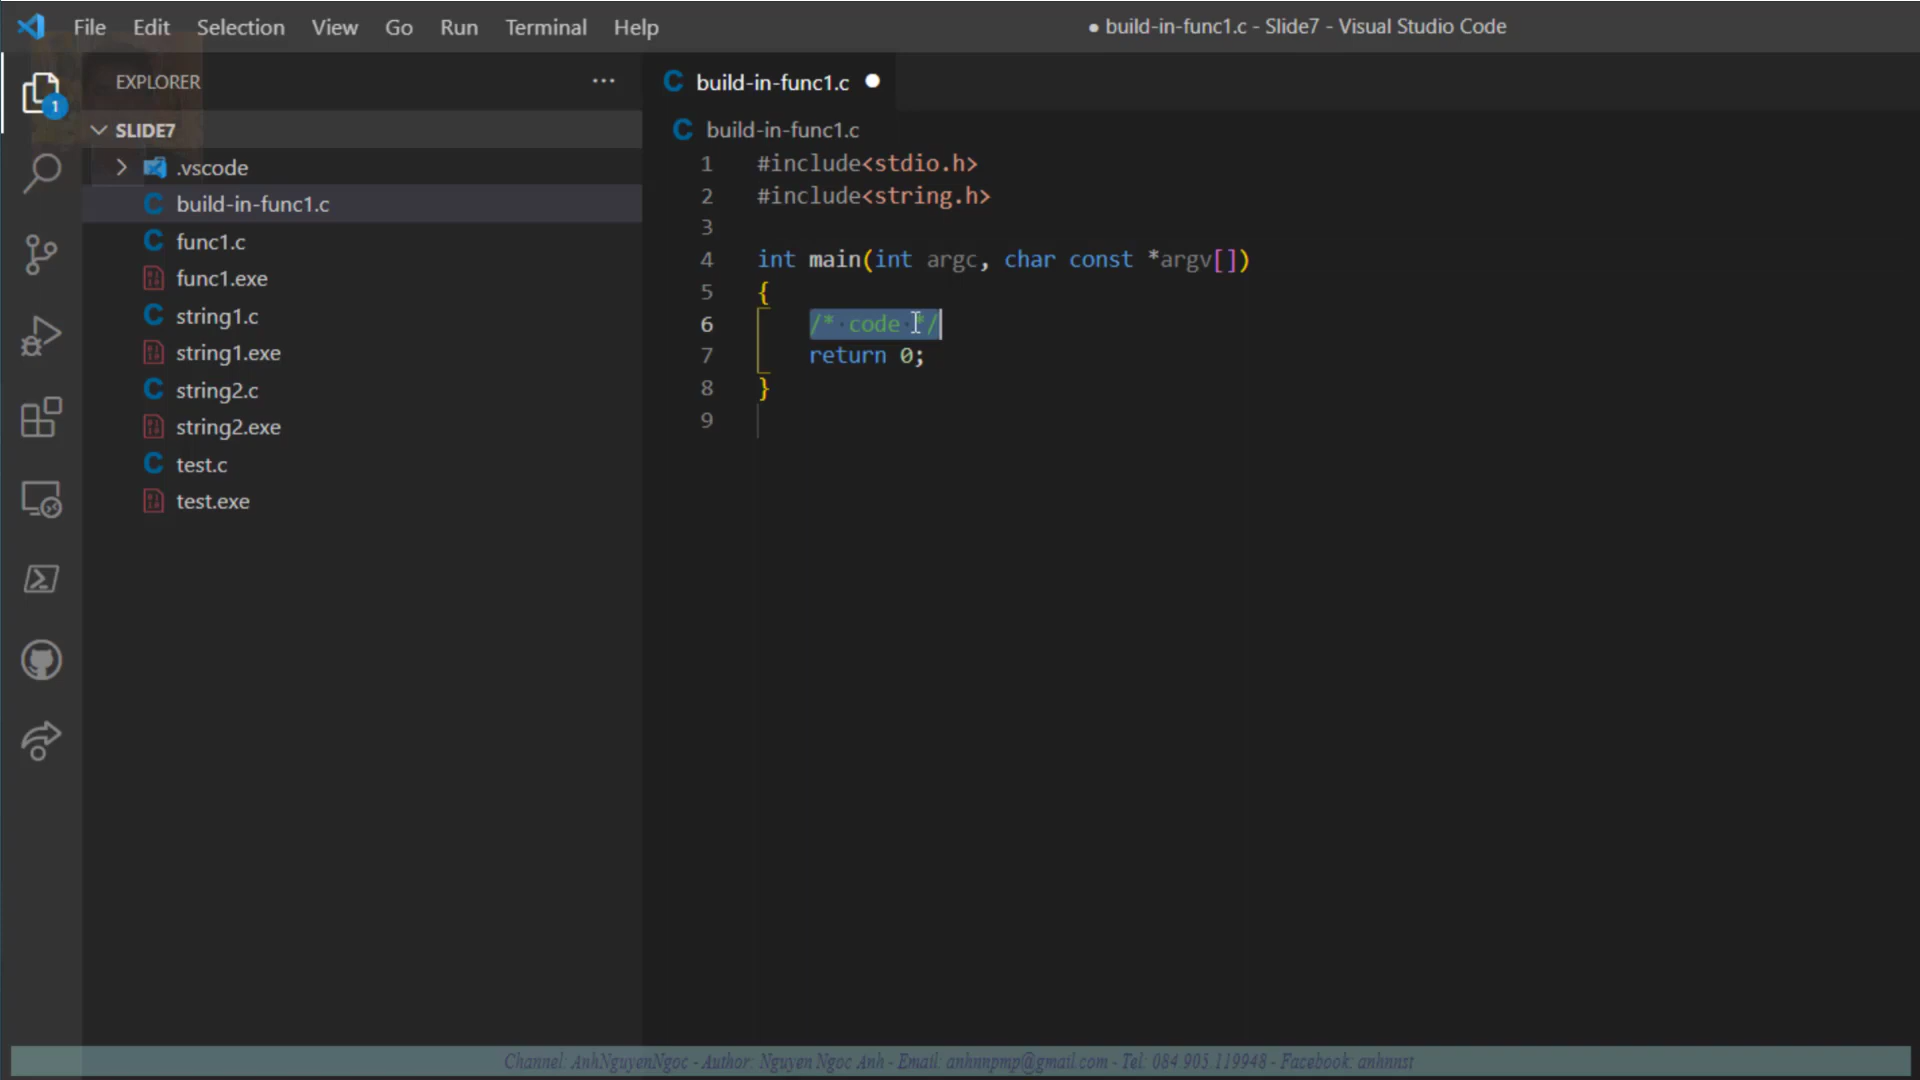 File Edit Selection View Go Run Terminal Help
● build-in-func1.c - Slide7 - Visual Studio Code
EXPLORER ···
1
SLIDE7
.vscode
build-in-func1.c
func1.c
func1.exe
string1.c
string1.exe
string2.c
string2.exe
test.c
test.exe
build-in-func1.c
build-in-func1.c
1 #include<stdio.h>
2 #include<string.h>
3
4 int main(int argc, char const *argv[])
5 {
6 /* code */
7 return 0;
8 }
9
Channel: AnhNguyenNgoc - Author: Nguyen Ngoc Anh - Email: anhnnpmp@gmail.com - Tel: 084.905.119948 - Facebook: anhnnst